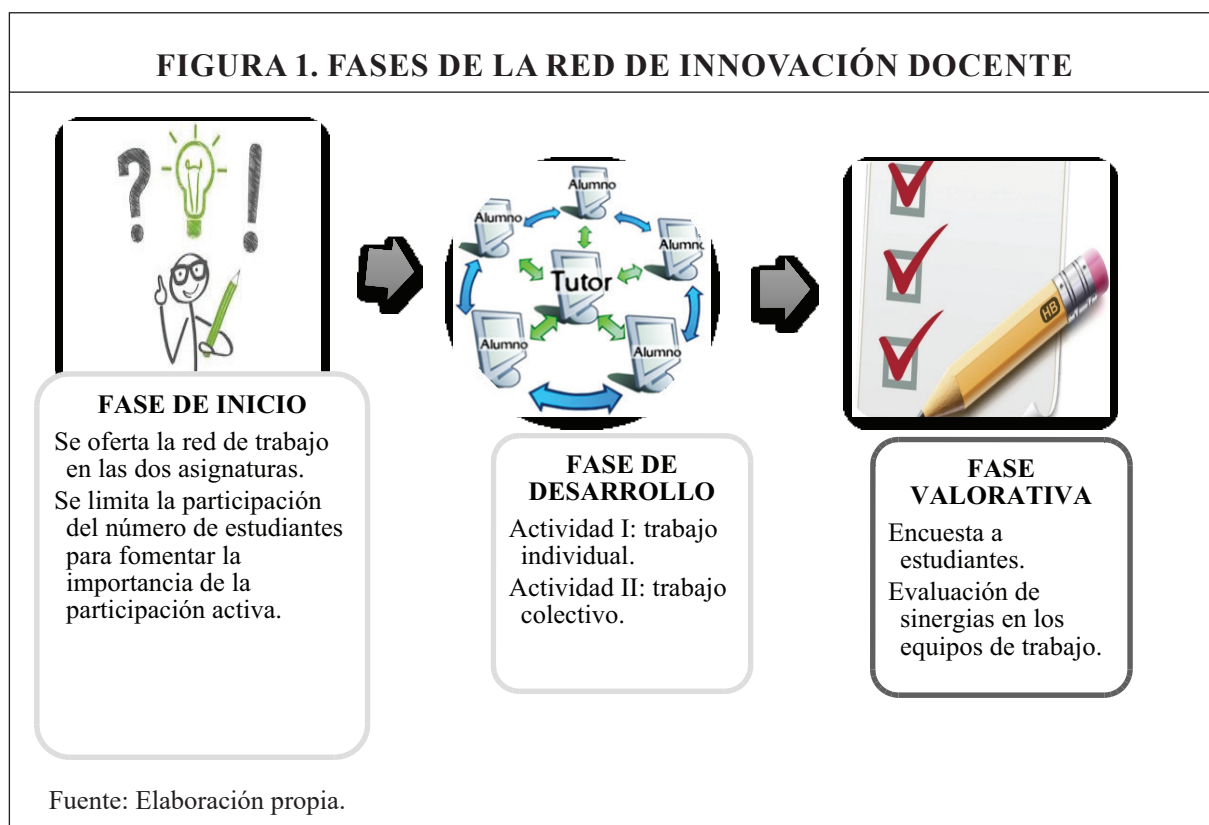 FIGURA 1. FASES DE LA RED DE INNOVACIÓN DOCENTE
? !
FASE DE INICIO
Se oferta la red de trabajo
en las dos asignaturas.
Se limita la participación
del número de estudiantes
para fomentar la
importancia de la
participación activa.
Alumno
Alumno
Alumno
Tutor
Alumno
Alumno
FASE DE
DESARROLLO
Actividad I: trabajo
individual.
Actividad II: trabajo
colectivo.
HB
FASE
VALORATIVA
Encuesta a
estudiantes.
Evaluación de
sinergias en los
equipos de trabajo.
Fuente: Elaboración propia.